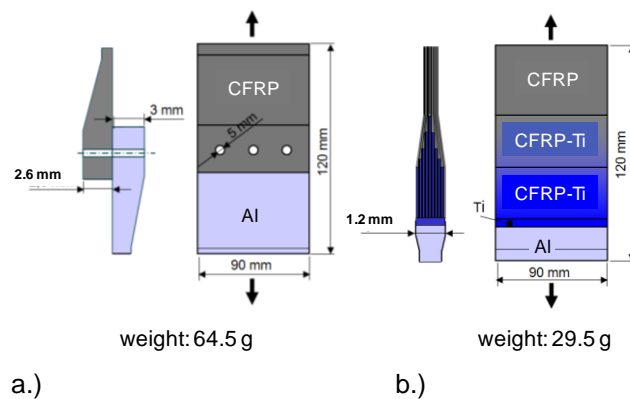 CFRP
3 mm
5 mm
2.6 mm
120 mm
Al
90 mm
weight: 64.5 g
a.)
CFRP
CFRP-Ti
CFRP-Ti
Ti
1.2 mm
120 mm
Al
90 mm
weight: 29.5 g
b.)